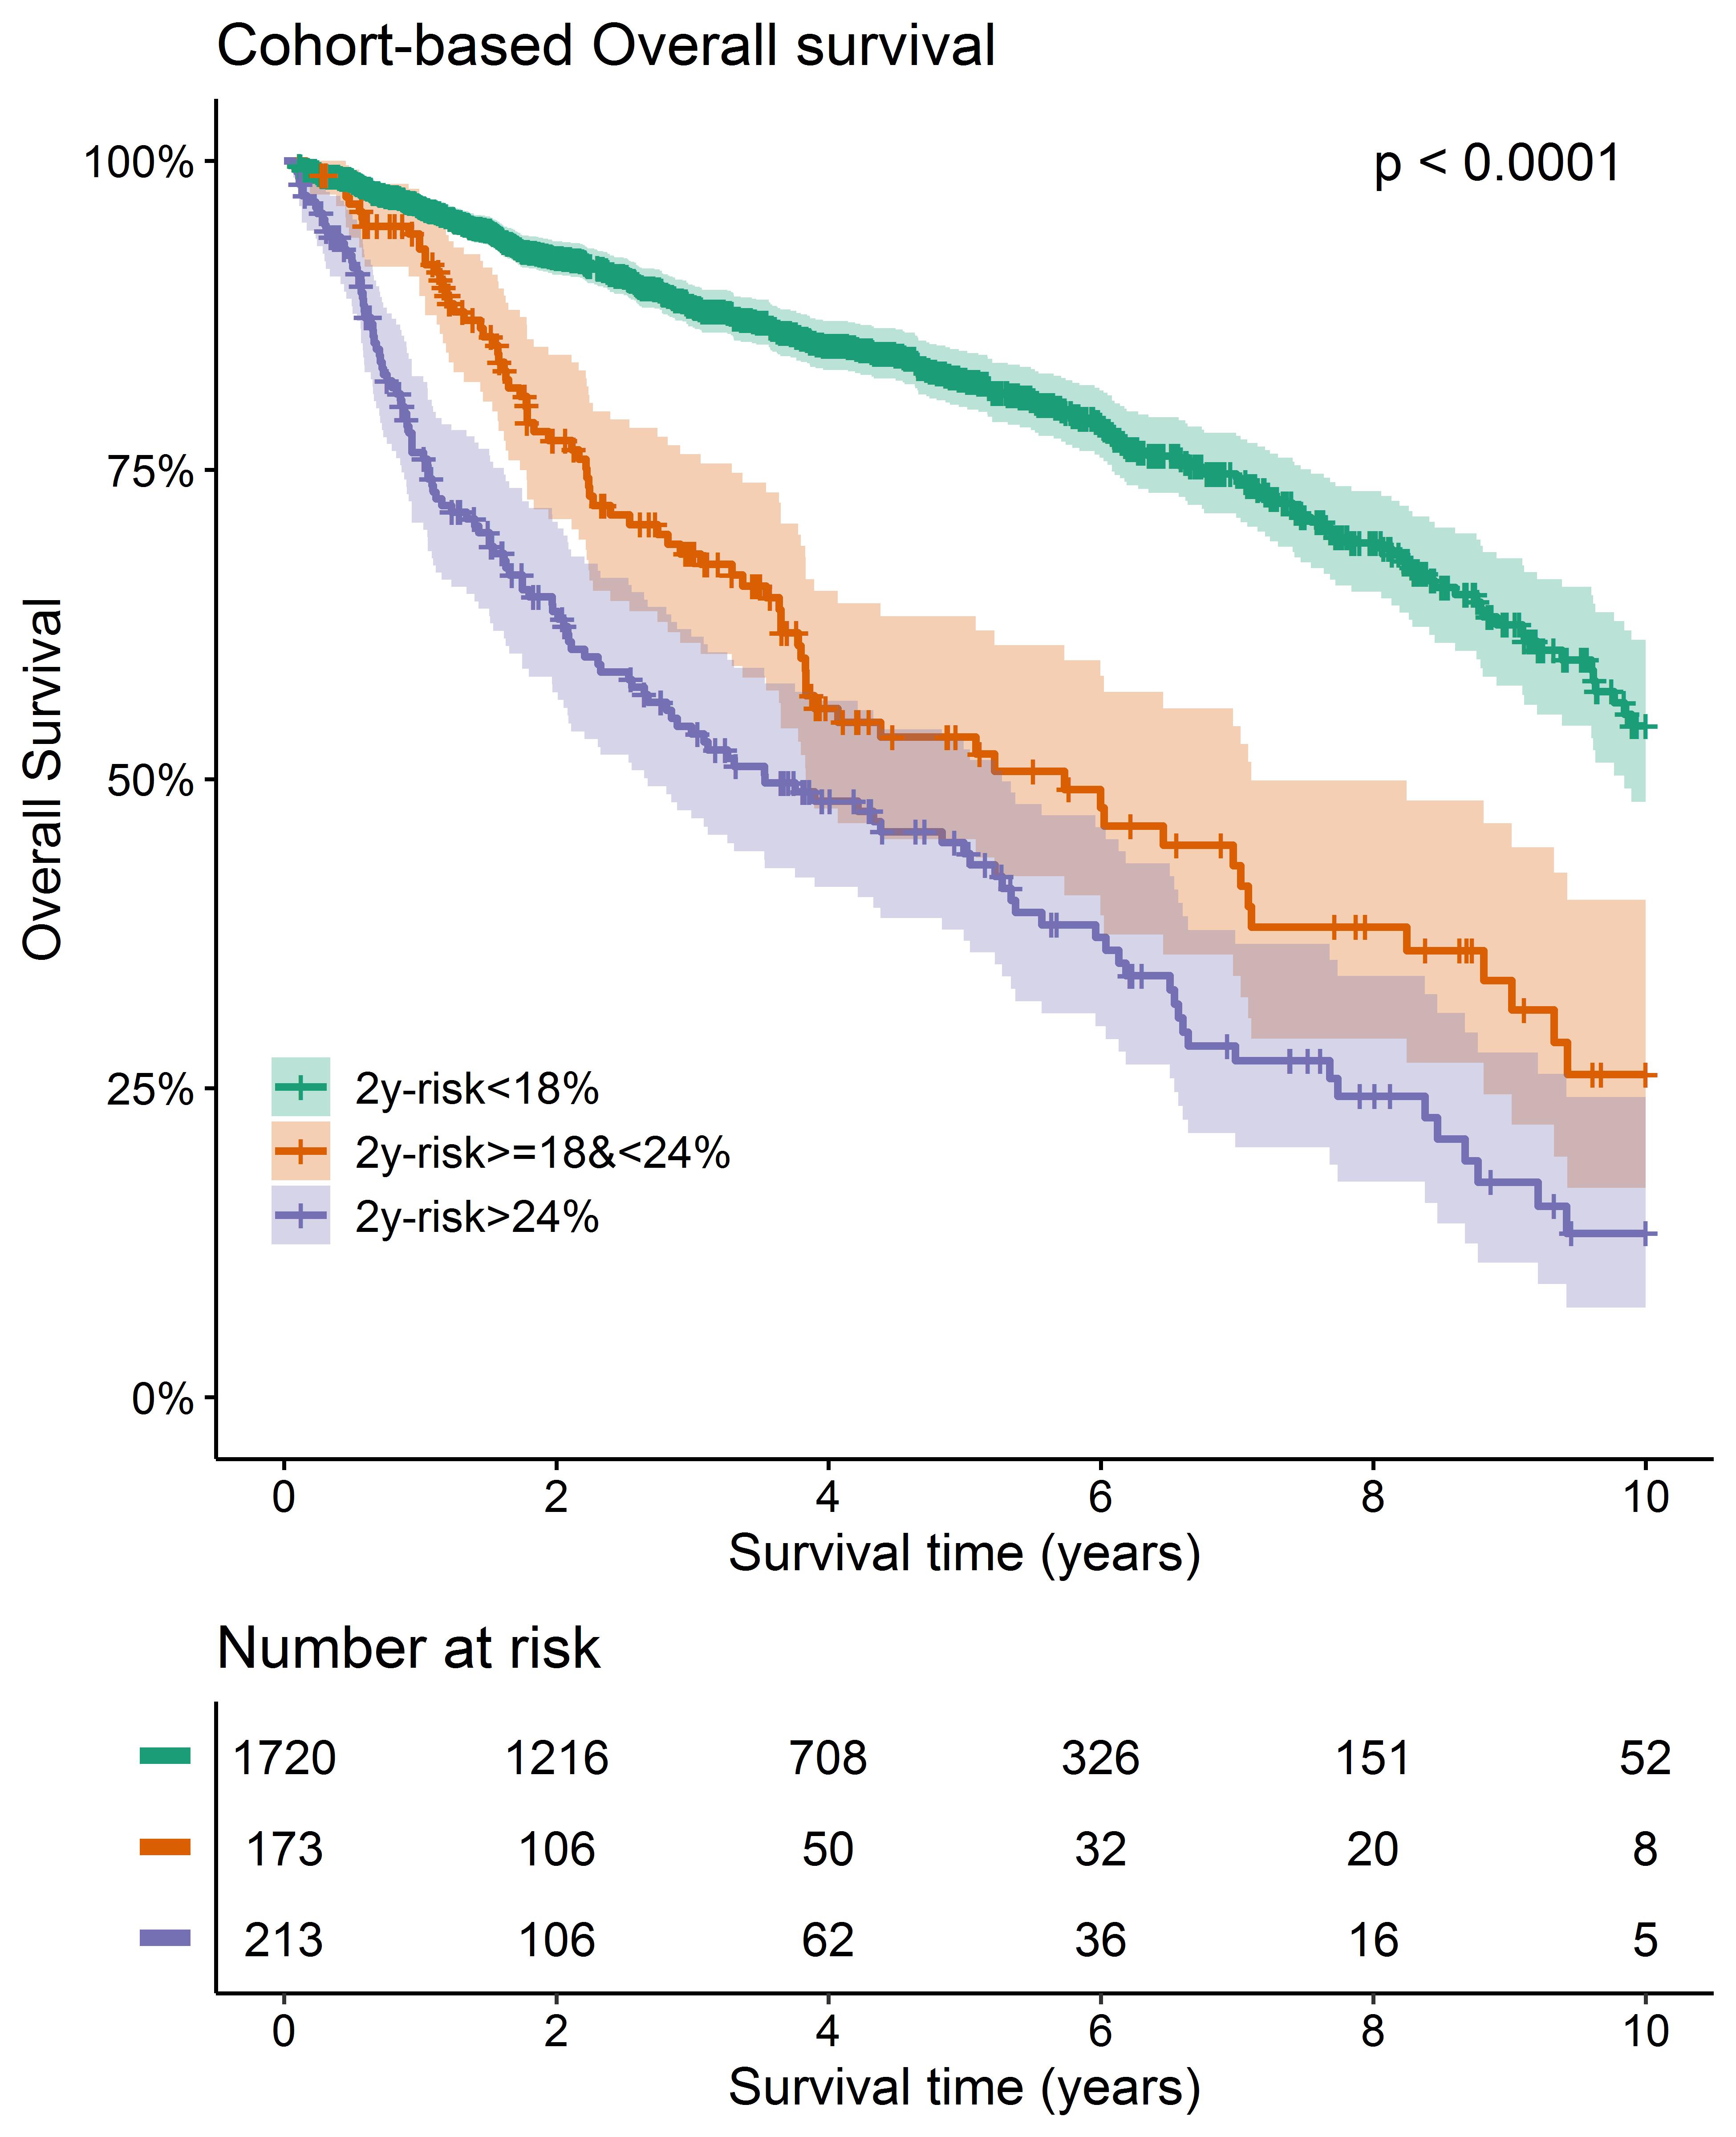 Cohort-based Overall survival
p < 0.0001
100%
75%
50%
25%
0%
Overall Survival
2y-risk<18%
2y-risk>=18&<24%
2y-risk>24%
0 2 4 6 8 10
Survival time (years)
Number at risk
1720 1216 708 326 151 52
173 106 50 32 20 8
213 106 62 36 16 5
0 2 4 6 8 10
Survival time (years)